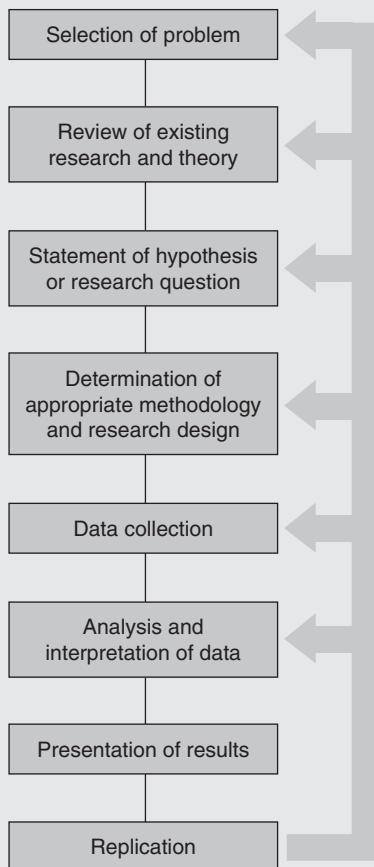 Selection of problem
Review of existing
research and theory
Statement of hypothesis
or research question
Determination of
appropriate methodology
and research design
Data collection
Analysis and
interpretation of data
Presentation of results
Replication